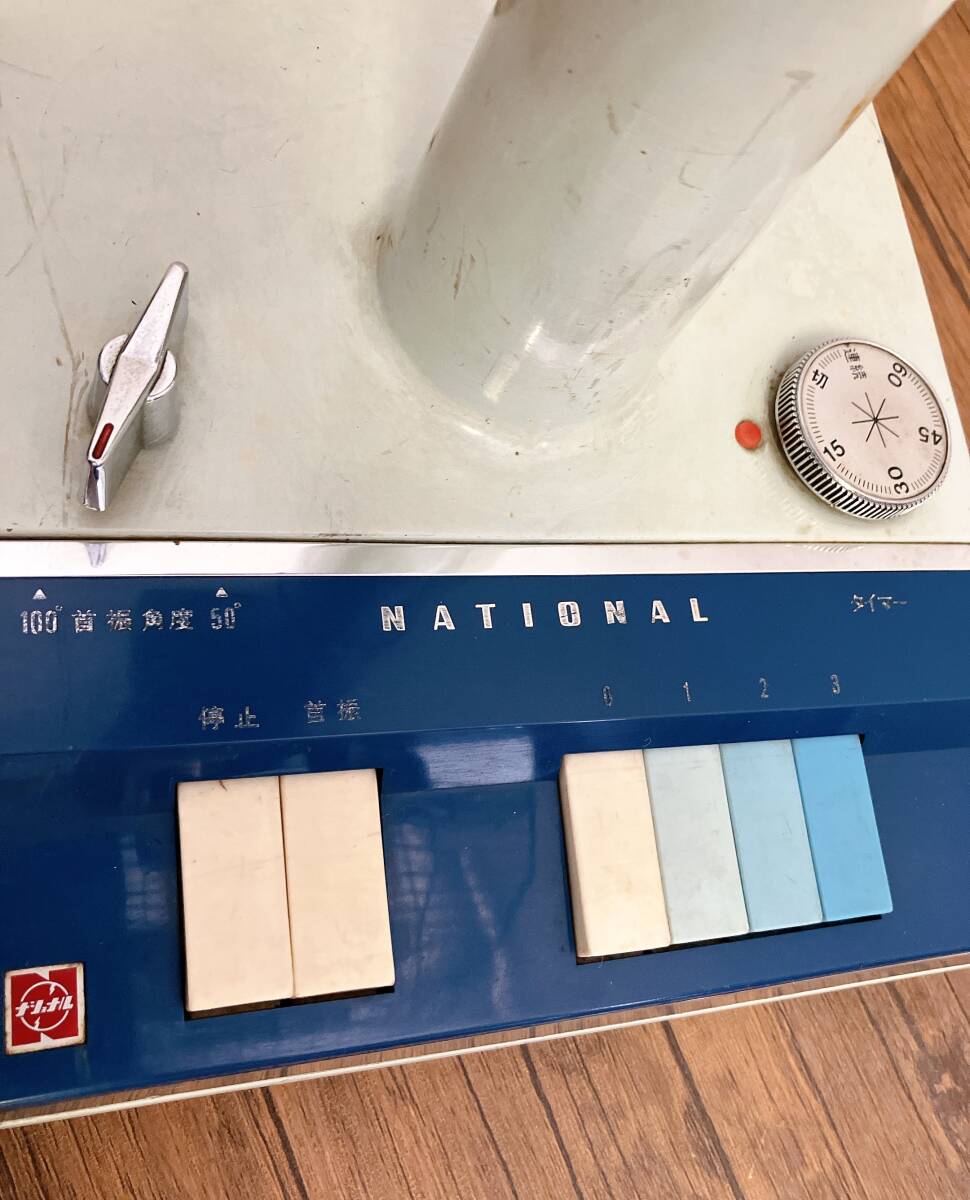 連続
切
60
45
30
15
100° 首振角度 50°
NATIONAL
タイマー
停止 首振
0 1 2 3
ナショナル